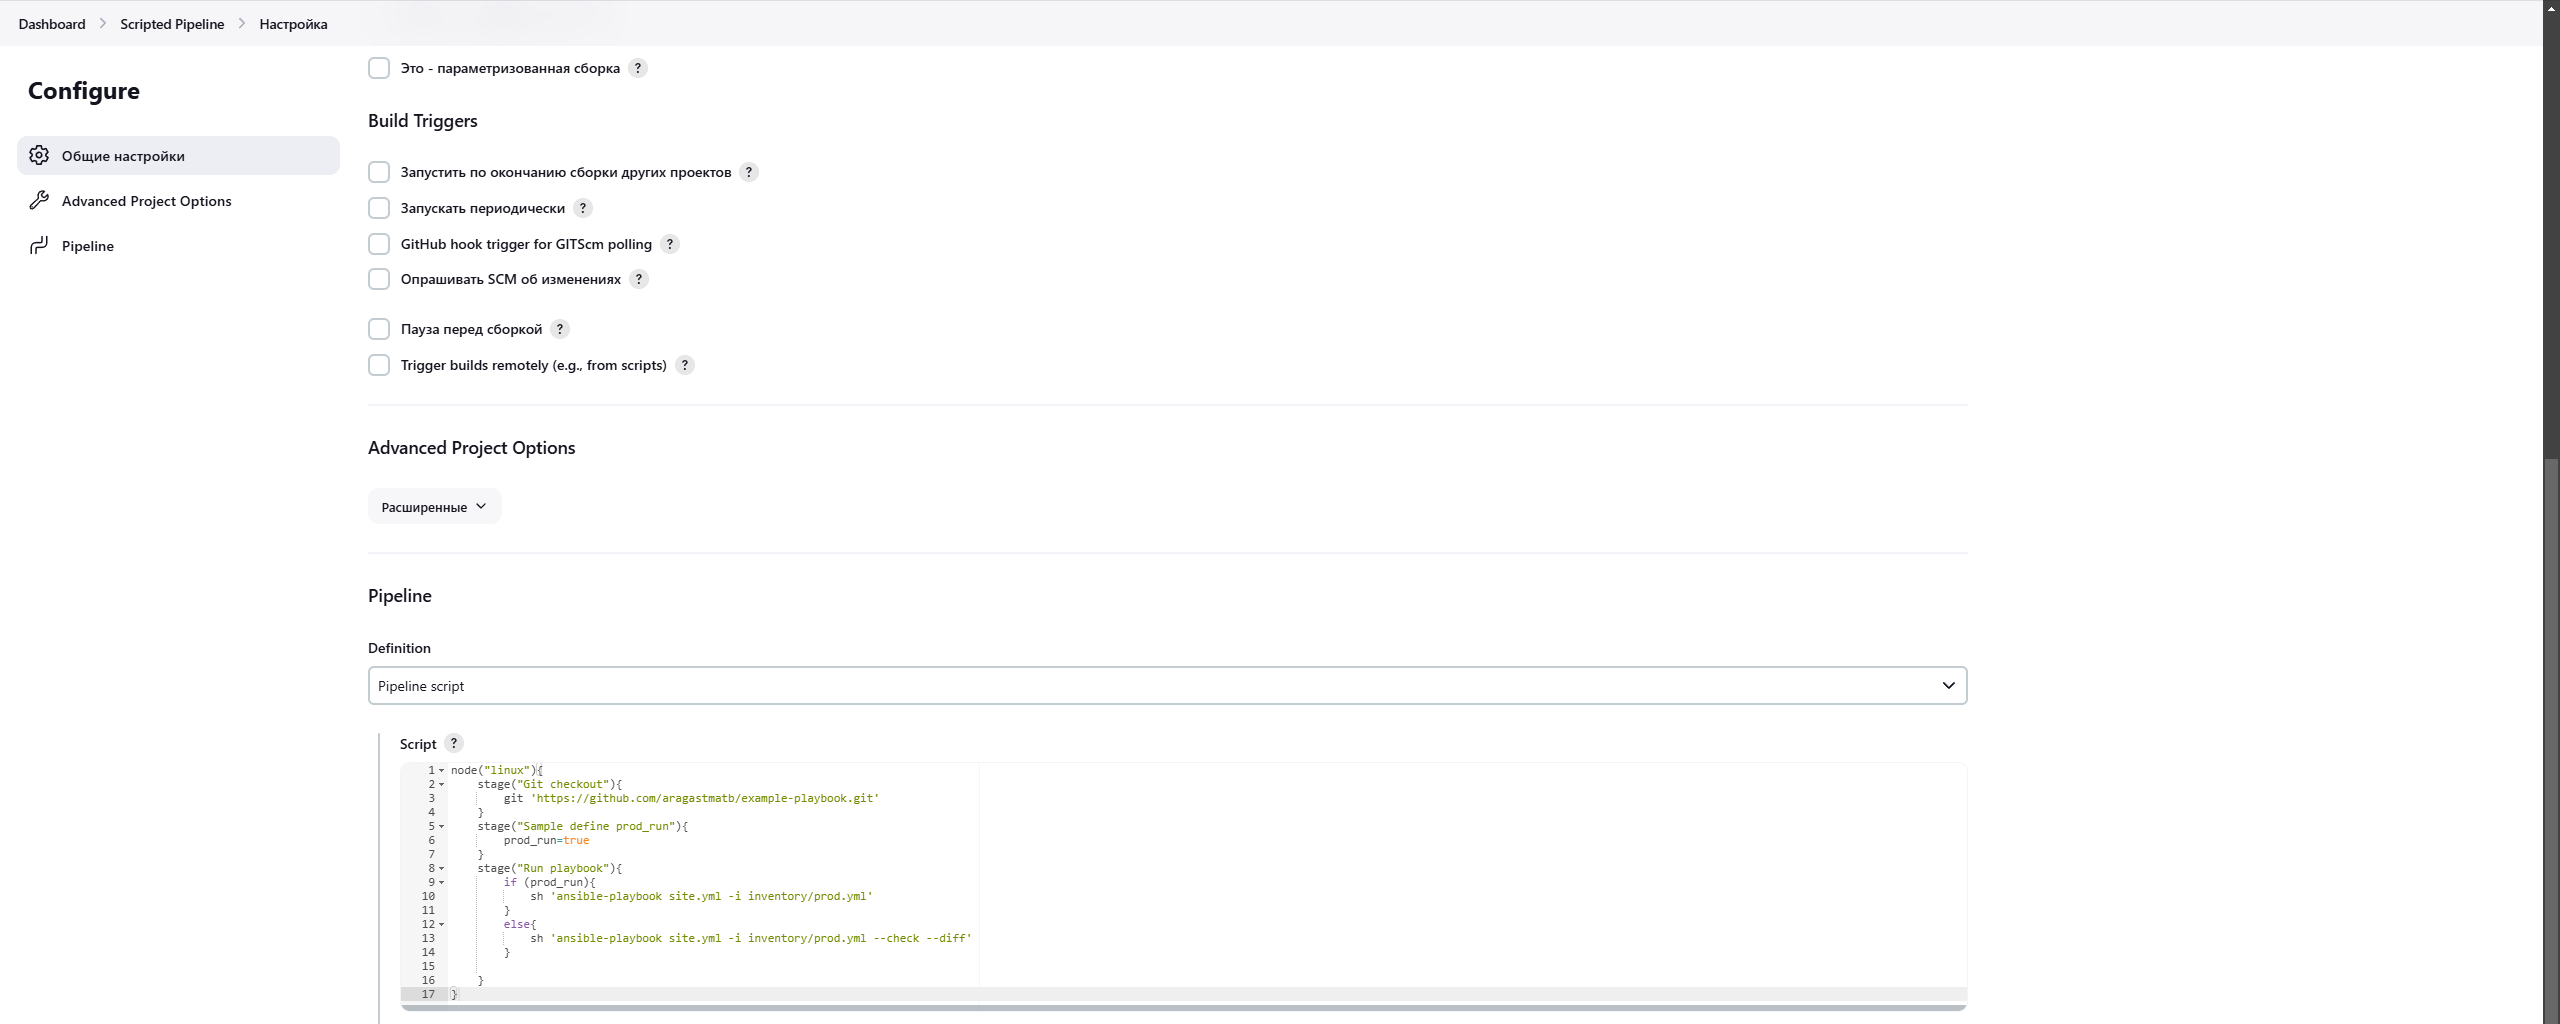 Dashboard
Scripted Pipeline
Настройка
Configure
Общие настройки
Advanced Project Options
Pipeline
Это - параметризованная сборка ?
Build Triggers
Запустить по окончанию сборки других проектов ?
Запускать периодически ?
GitHub hook trigger for GITScm polling ?
Опрашивать SCM об изменениях ?
Пауза перед сборкой ?
Trigger builds remotely (e.g., from scripts) ?
Advanced Project Options
Расширенные
Pipeline
Definition
Pipeline script
Script ?
1 node("linux"){
2 stage("Git checkout"){
3 git 'https://github.com/aragastmatb/example-playbook.git'
4 }
5 stage("Sample define prod_run"){
6 prod_run=true
7 }
8 stage("Run playbook"){
9 if (prod_run){
10 sh 'ansible-playbook site.yml -i inventory/prod.yml'
11 }
12 else{
13 sh 'ansible-playbook site.yml -i inventory/prod.yml --check --diff'
14 }
15
16 }
17 }